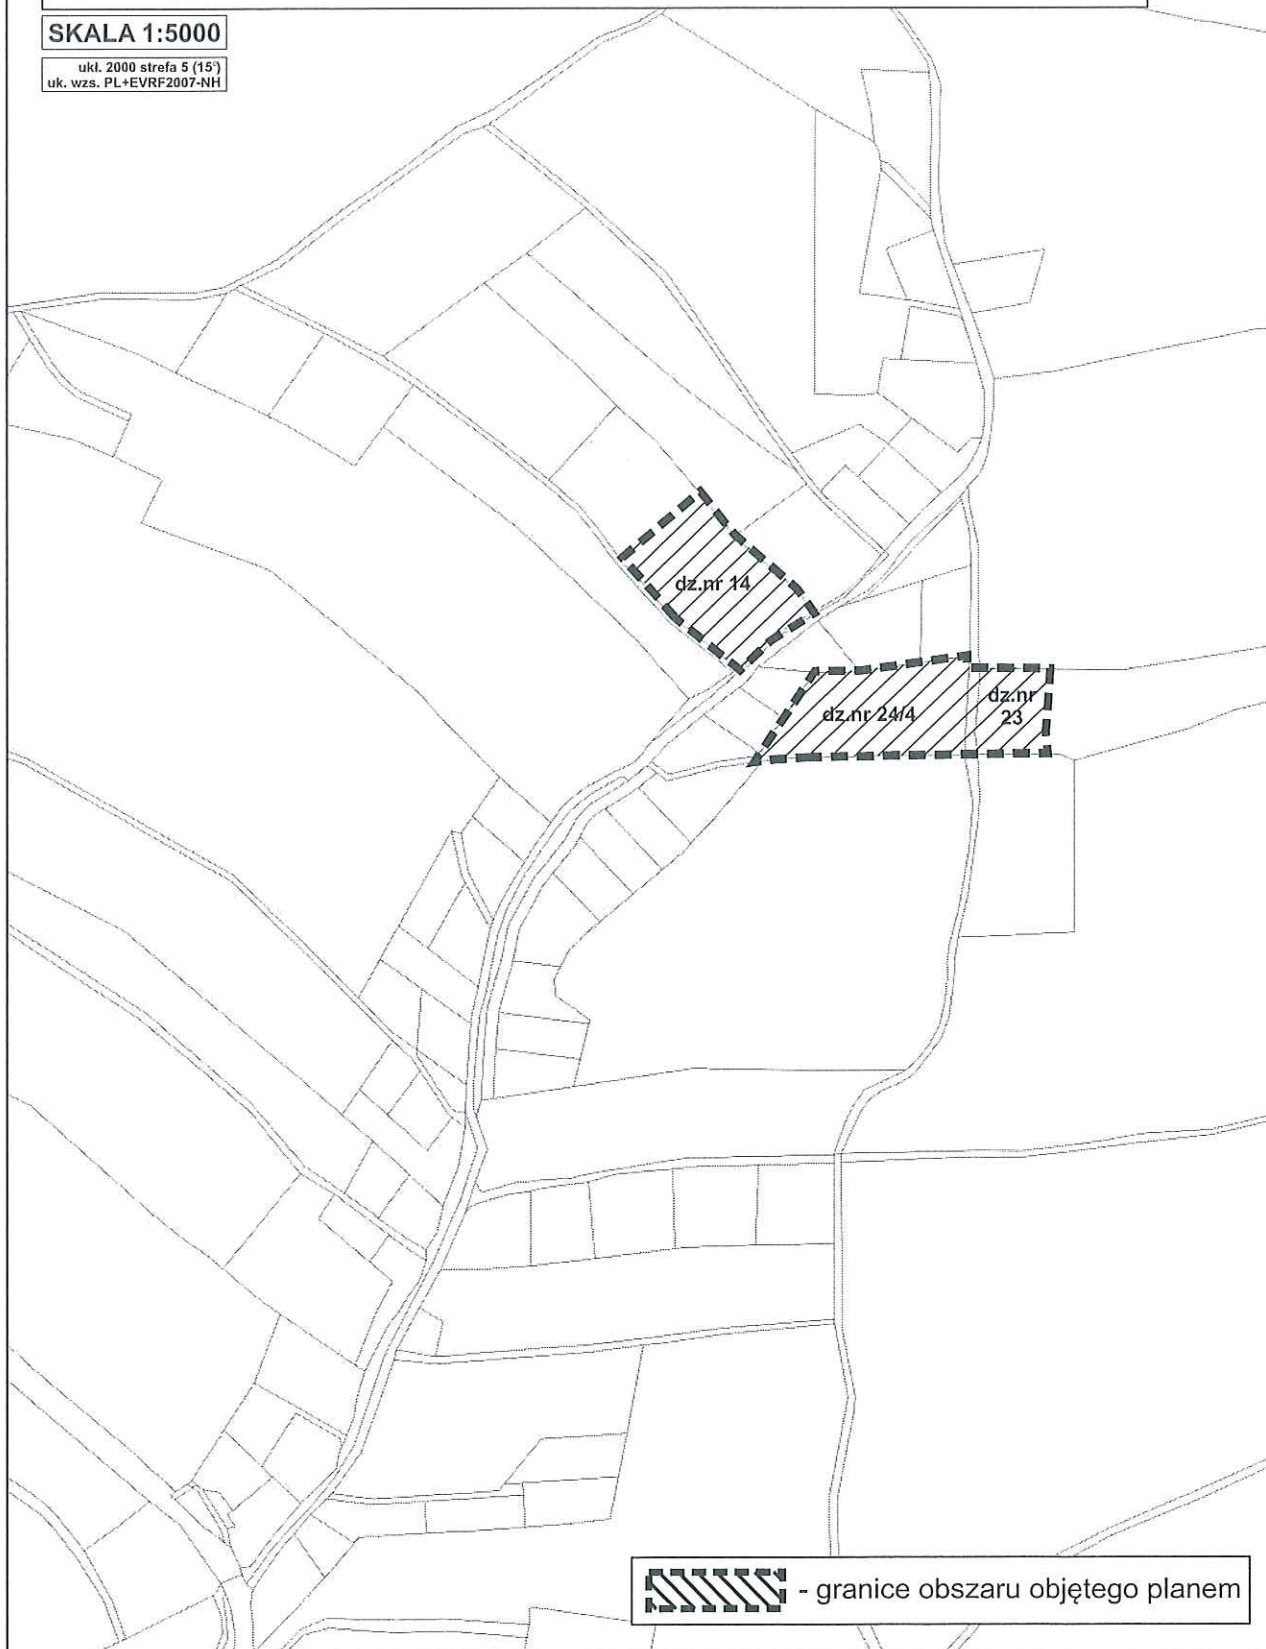 SKALA 1:5000
ukł. 2000 strefa 5 (15°)
uk. wzs. PL+EVRF2007-NH
dz.nr 14
dz.nr 24/4
dz.nr
23
- granice obszaru objętego planem